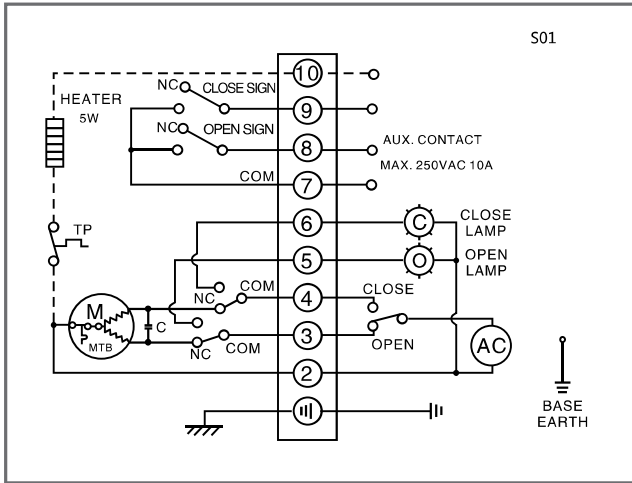 S01
10
NC CLOSE SIGN
HEATER
5W
9
NC OPEN SIGN
8
AUX. CONTACT
MAX. 250VAC 10A
COM
7
6
C
CLOSE
LAMP
TP
5
O
OPEN
LAMP
COM
4
CLOSE
NC
M
C
MTB
3
COM
NC
OPEN
AC
2
BASE
EARTH